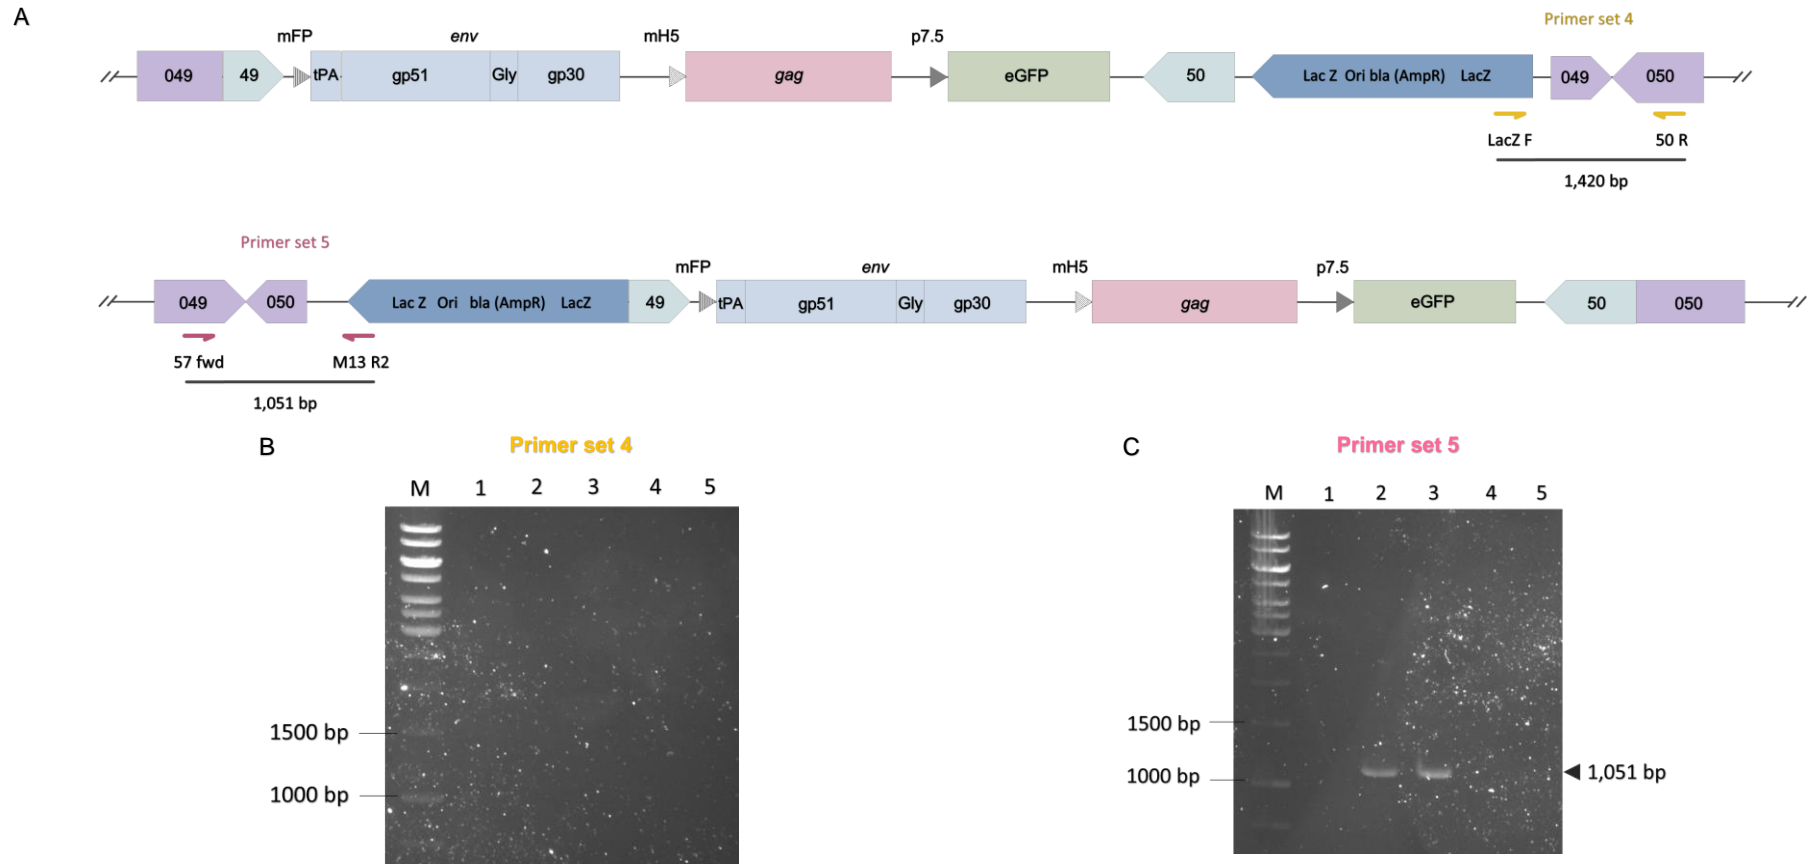 A
Primer set 4
mFP env mH5 p7.5
049 49 tPA gp51 Gly gp30 gag eGFP 50 Lac Z Ori bla (AmpR) LacZ 049 050
LacZ F 50 R
1,420 bp
Primer set 5
mFP env mH5 p7.5
049 050 Lac Z Ori bla (AmpR) LacZ 49 tPA gp51 Gly gp30 gag eGFP 50 050
57 fwd M13 R2
1,051 bp
B Primer set 4
M 1 2 3 4 5
1500 bp
1000 bp
C Primer set 5
M 1 2 3 4 5
1500 bp
1000 bp 1,051 bp